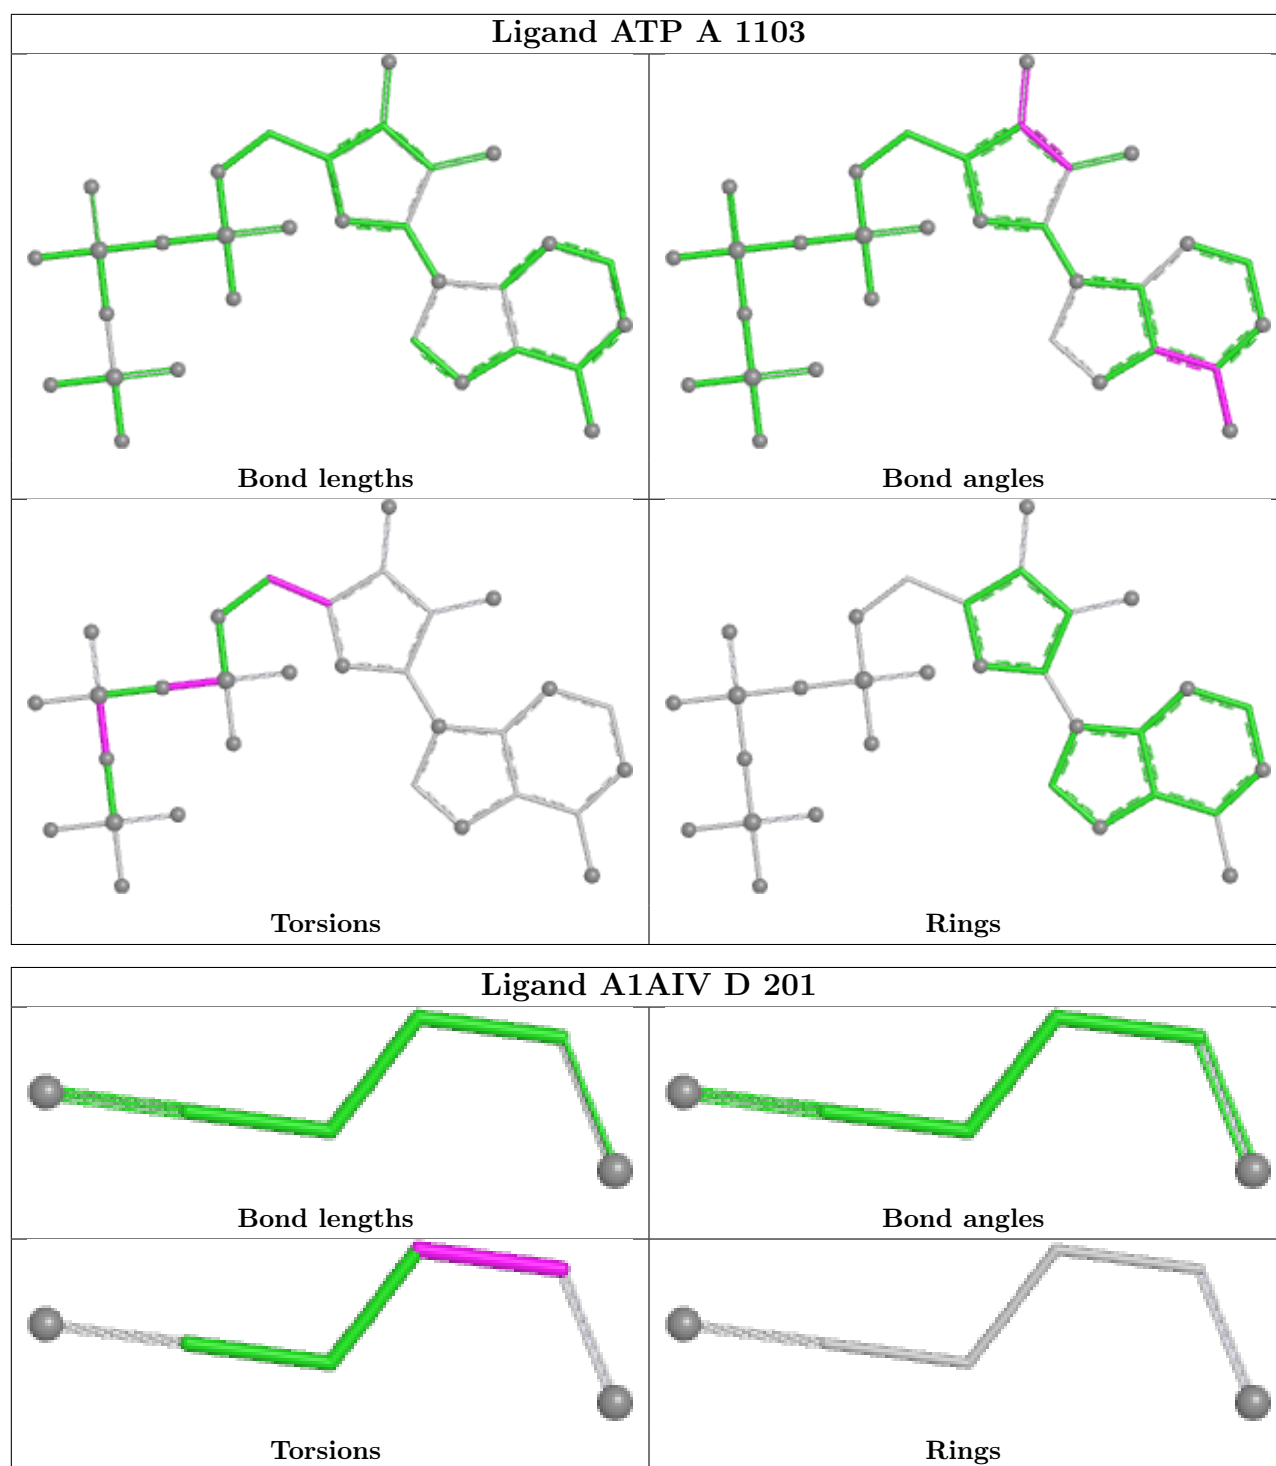 Ligand ATP A 1103
Bond lengths
Bond angles
Torsions
Rings
Ligand A1AIV D 201
Bond lengths
Bond angles
Torsions
Rings